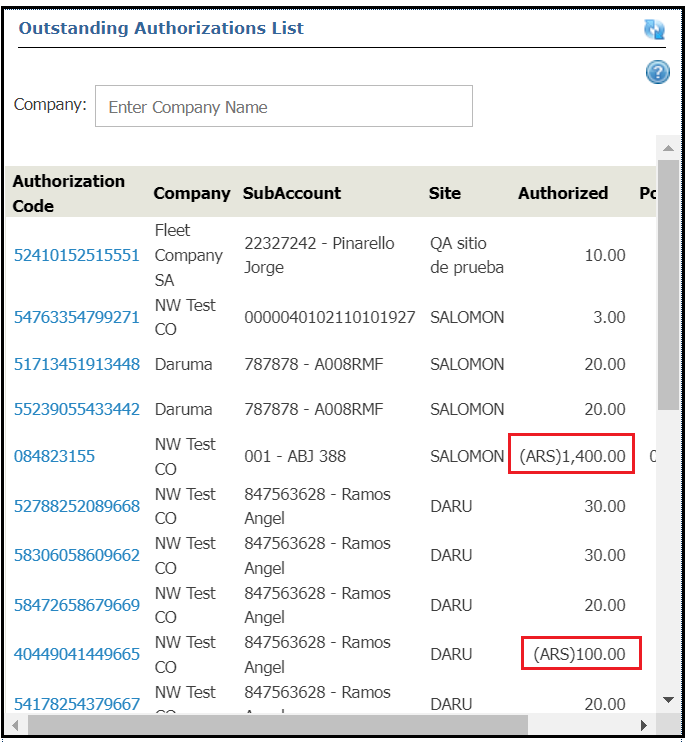 Outstanding Authorizations List
Company: Enter Company Name
Authorization Code Company SubAccount Site Authorized
52410152515551 Fleet Company SA 22327242 - Pinarello Jorge QA sitio de prueba 10.00
54763354799271 NW Test CO 0000040102110101927 SALOMON 3.00
51713451913448 Daruma 787878 - A008RMF SALOMON 20.00
55239055433442 Daruma 787878 - A008RMF SALOMON 20.00
084823155 NW Test CO 001 - ABJ 388 SALOMON (ARS)1,400.00
52788252089668 NW Test CO 847563628 - Ramos Angel DARU 30.00
58306058609662 NW Test CO 847563628 - Ramos Angel DARU 30.00
58472658679669 NW Test CO 847563628 - Ramos Angel DARU 20.00
40449041449665 NW Test CO 847563628 - Ramos Angel DARU (ARS)100.00
54178254379667 NW Test 847563628 - Ramos DARU 20.00